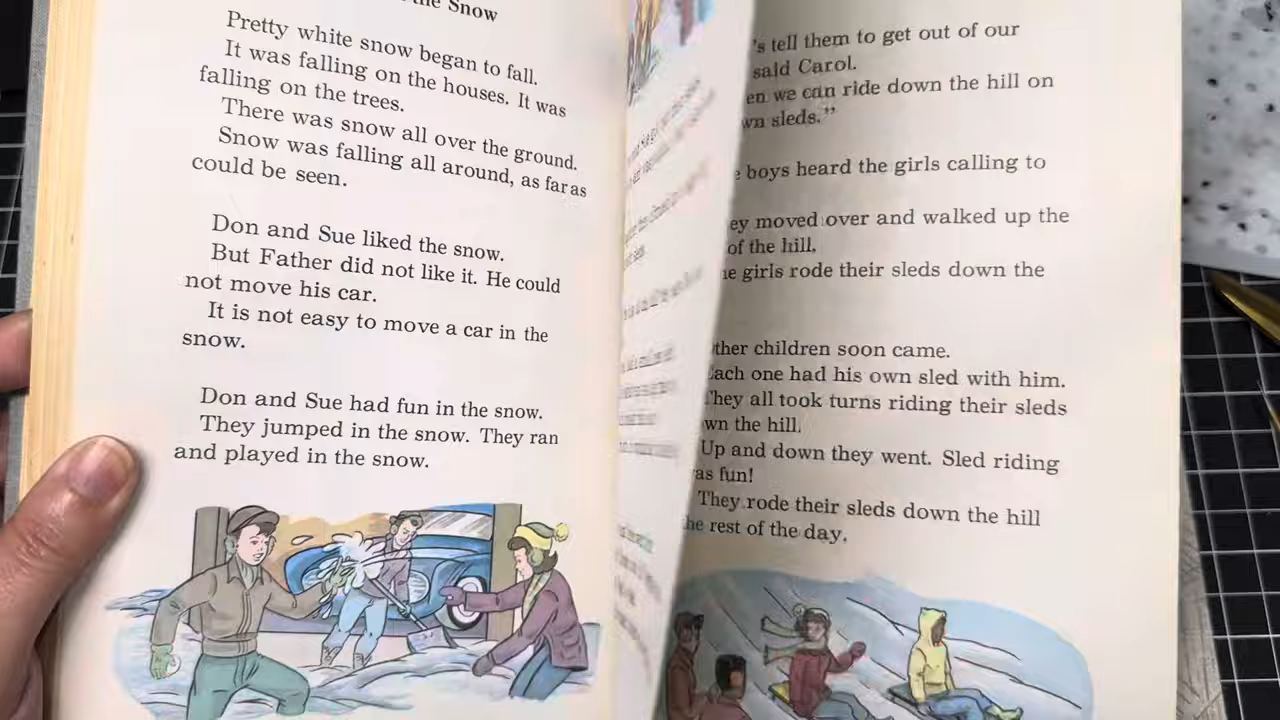 the Snow
Pretty white snow began to fall.
It was falling on the houses. It was
falling on the trees.
There was snow all over the ground.
Snow was falling all around, as far as
could be seen.
Don and Sue liked the snow.
But Father did not like it. He could
not move his car.
It is not easy to move a car in the
snow.
Don and Sue had fun in the snow.
They jumped in the snow. They ran
and played in the snow.
's tell them to get out of our
said Carol.
en we can ride down the hill on
wn sleds."
e boys heard the girls calling to
ey moved over and walked up the
of the hill.
he girls rode their sleds down the
ther children soon came.
Each one had his own sled with him.
They all took turns riding their sleds
wn the hill.
Up and down they went. Sled riding
as fun!
They rode their sleds down the hill
he rest of the day.